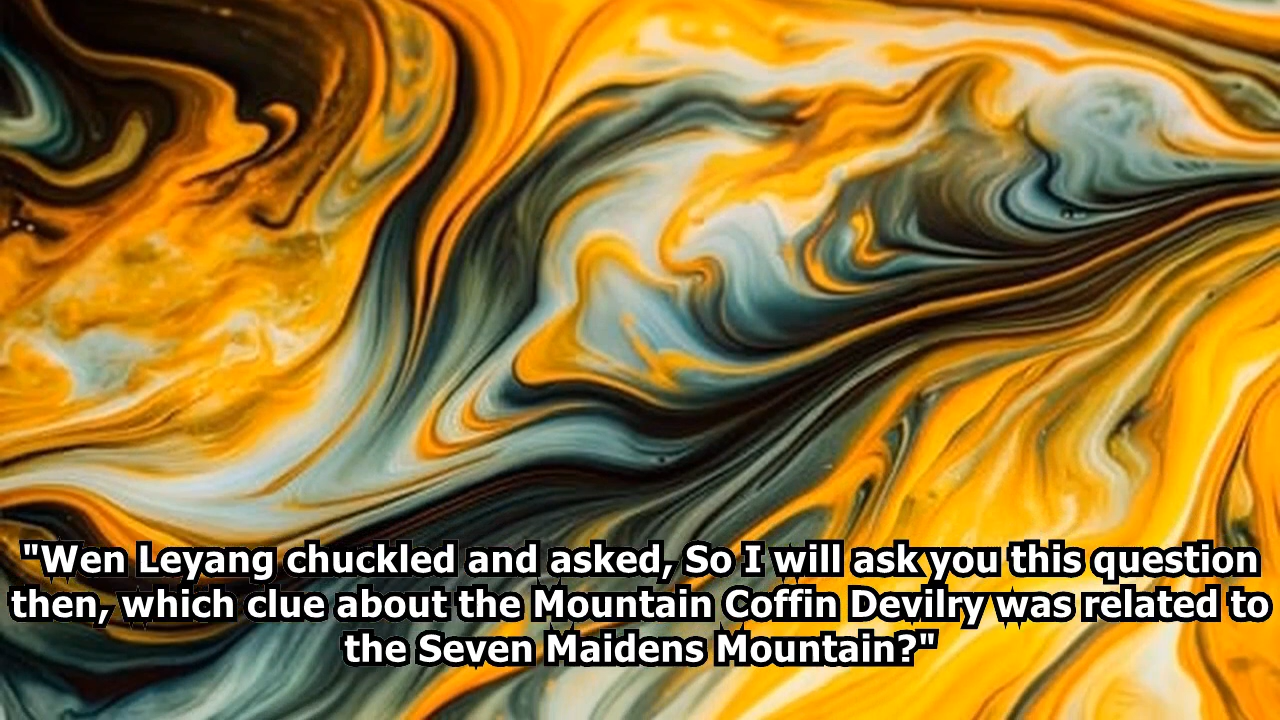 "Wen Leyang chuckled and asked, So I will ask you this question
then, which clue about the Mountain Coffin Devilry was related to
the Seven Maidens Mountain?"